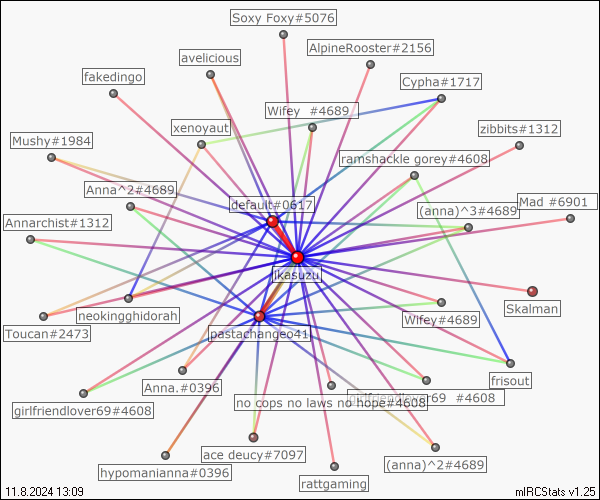 Soxy Foxy#5076
AlpineRooster#2156
avelicious
fakedingo
Cypha#1717
Wifey  #4689
xenoyaut
zibbits#1312
Mushy#1984
ramshackle gorey#4608
Anna^2#4689
default#0617
Mad #6901
(anna)^3#4689
Annarchist#1312
ikasuzu
Skalman
neokingghidorah
Wifey#4689
Toucan#2473
pastachangeo41
frisout
Anna.#0396
girlfriendlover69  #4608
no cops no laws no hope#4608
girlfriendlover69#4608
ace deucy#7097
(anna)^2#4689
hypomanianna#0396
rattgaming
11.8.2024 13:09
mIRCStats v1.25